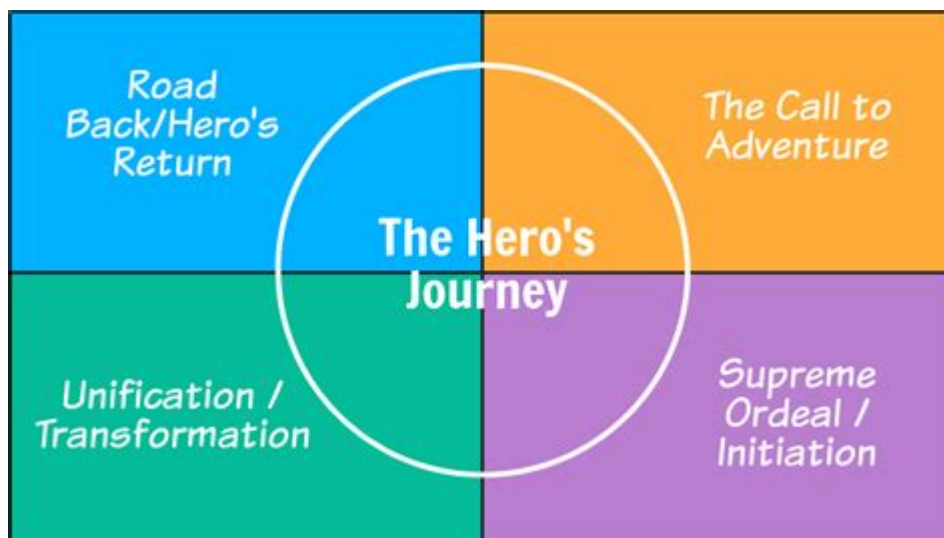 Road
Back/Hero's
Return
The Call to
Adventure
The Hero's
Journey
Unification /
Transformation
Supreme
Ordeal /
Initiation